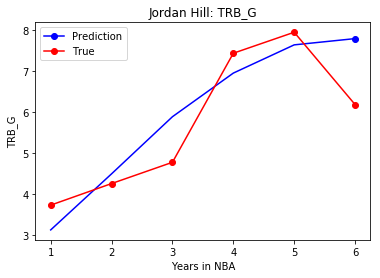 Jordan Hill: TRB_G
Prediction
True
8
7
6
5
4
3
TRB_G
1 2 3 4 5 6
Years in NBA